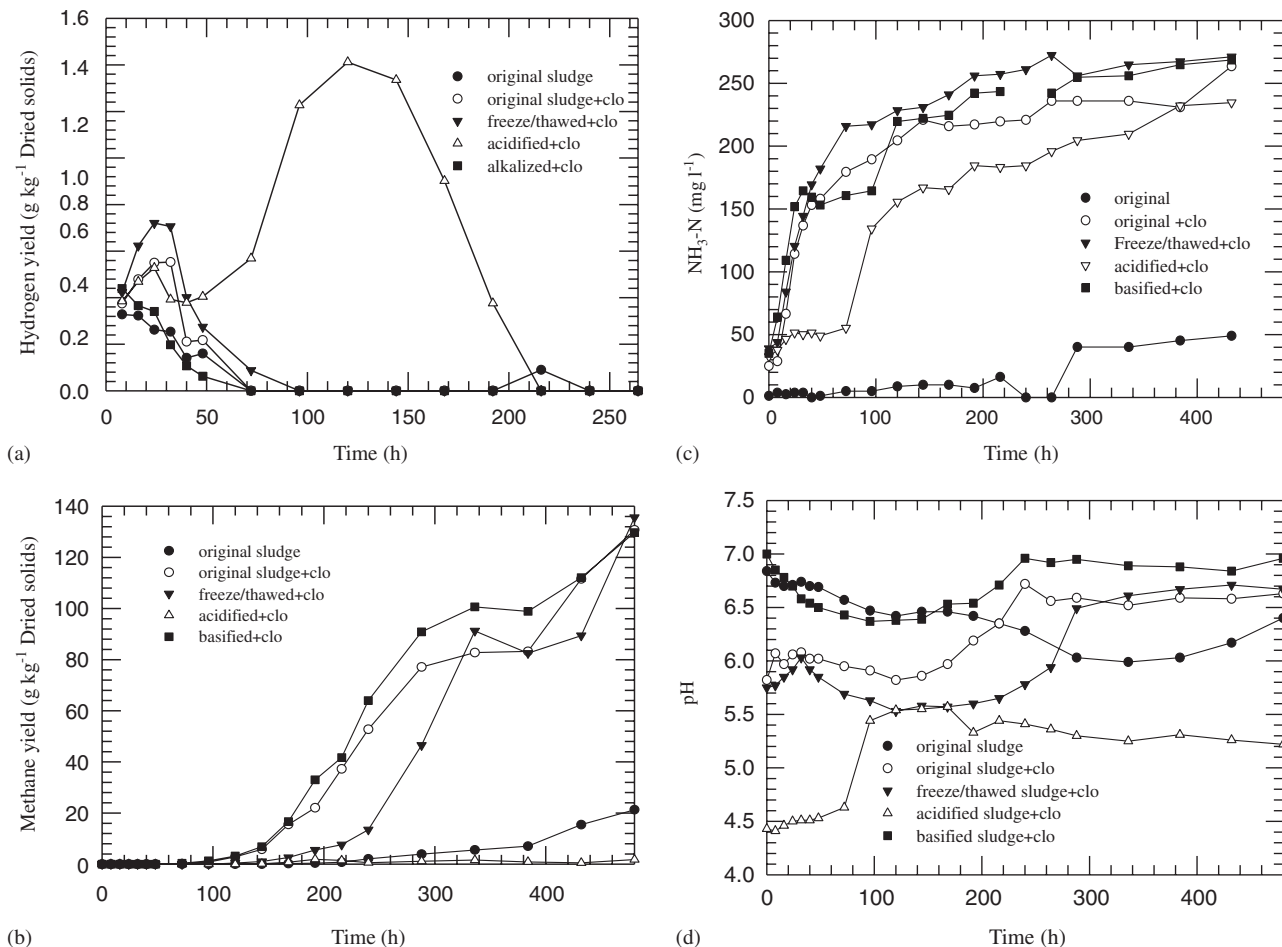 1.6
1.4
1.2
1.0
0.8
0.6
0.4
0.2
0.0
Hydrogen yield (g kg⁻¹ Dried solids)
original sludge
original sludge+clo
freeze/thawed+clo
acidified+clo
alkalized+clo
0 50 100 150 200 250
Time (h)
(a)
140
120
100
80
60
40
20
0
Methane yield (g kg⁻¹ Dried solids)
original sludge
original sludge+clo
freeze/thawed+clo
acidified+clo
basified+clo
0 100 200 300 400
Time (h)
(b)
300
250
200
150
100
50
0
NH₃-N (mg l⁻¹)
original
original +clo
Freeze/thawed+clo
acidified+clo
basified+clo
0 100 200 300 400
Time (h)
(c)
7.5
7.0
6.5
6.0
5.5
5.0
4.5
4.0
pH
original sludge
original sludge+clo
freeze/thawed sludge+clo
acidified sludge+clo
basified sludge+clo
0 100 200 300 400
Time (h)
(d)